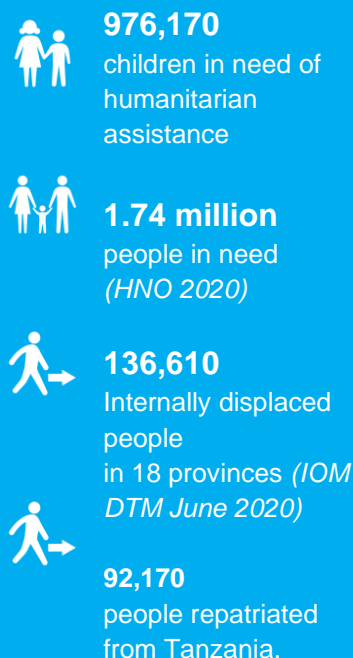 976,170
children in need of
humanitarian
assistance
1.74 million
people in need
(HNO 2020)
136,610
Internally displaced
people
in 18 provinces (IOM
DTM June 2020)
92,170
people repatriated
from Tanzania.